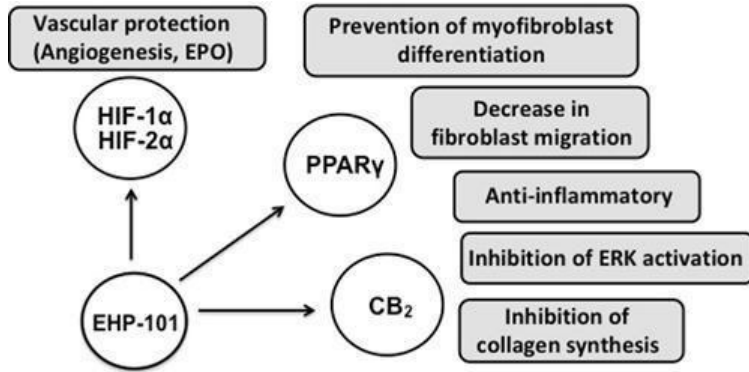 Vascular protection
(Angiogenesis, EPO)
Prevention of myofibroblast
differentiation
HIF-1α
HIF-2α
Decrease in
fibroblast migration
PPARγ
Anti-inflammatory
Inhibition of ERK activation
EHP-101
CB₂
Inhibition of
collagen synthesis